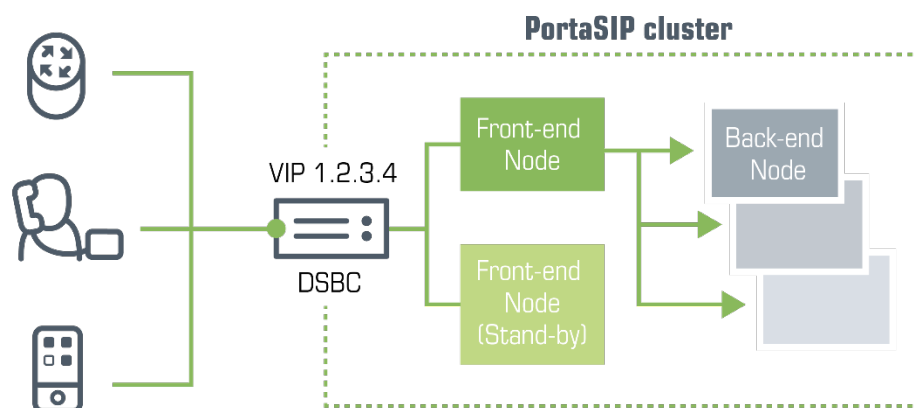 PortaSIP cluster
VIP 1.2.3.4
DSBC
Front-end
Node
Front-end
Node
(Stand-by)
Back-end
Node